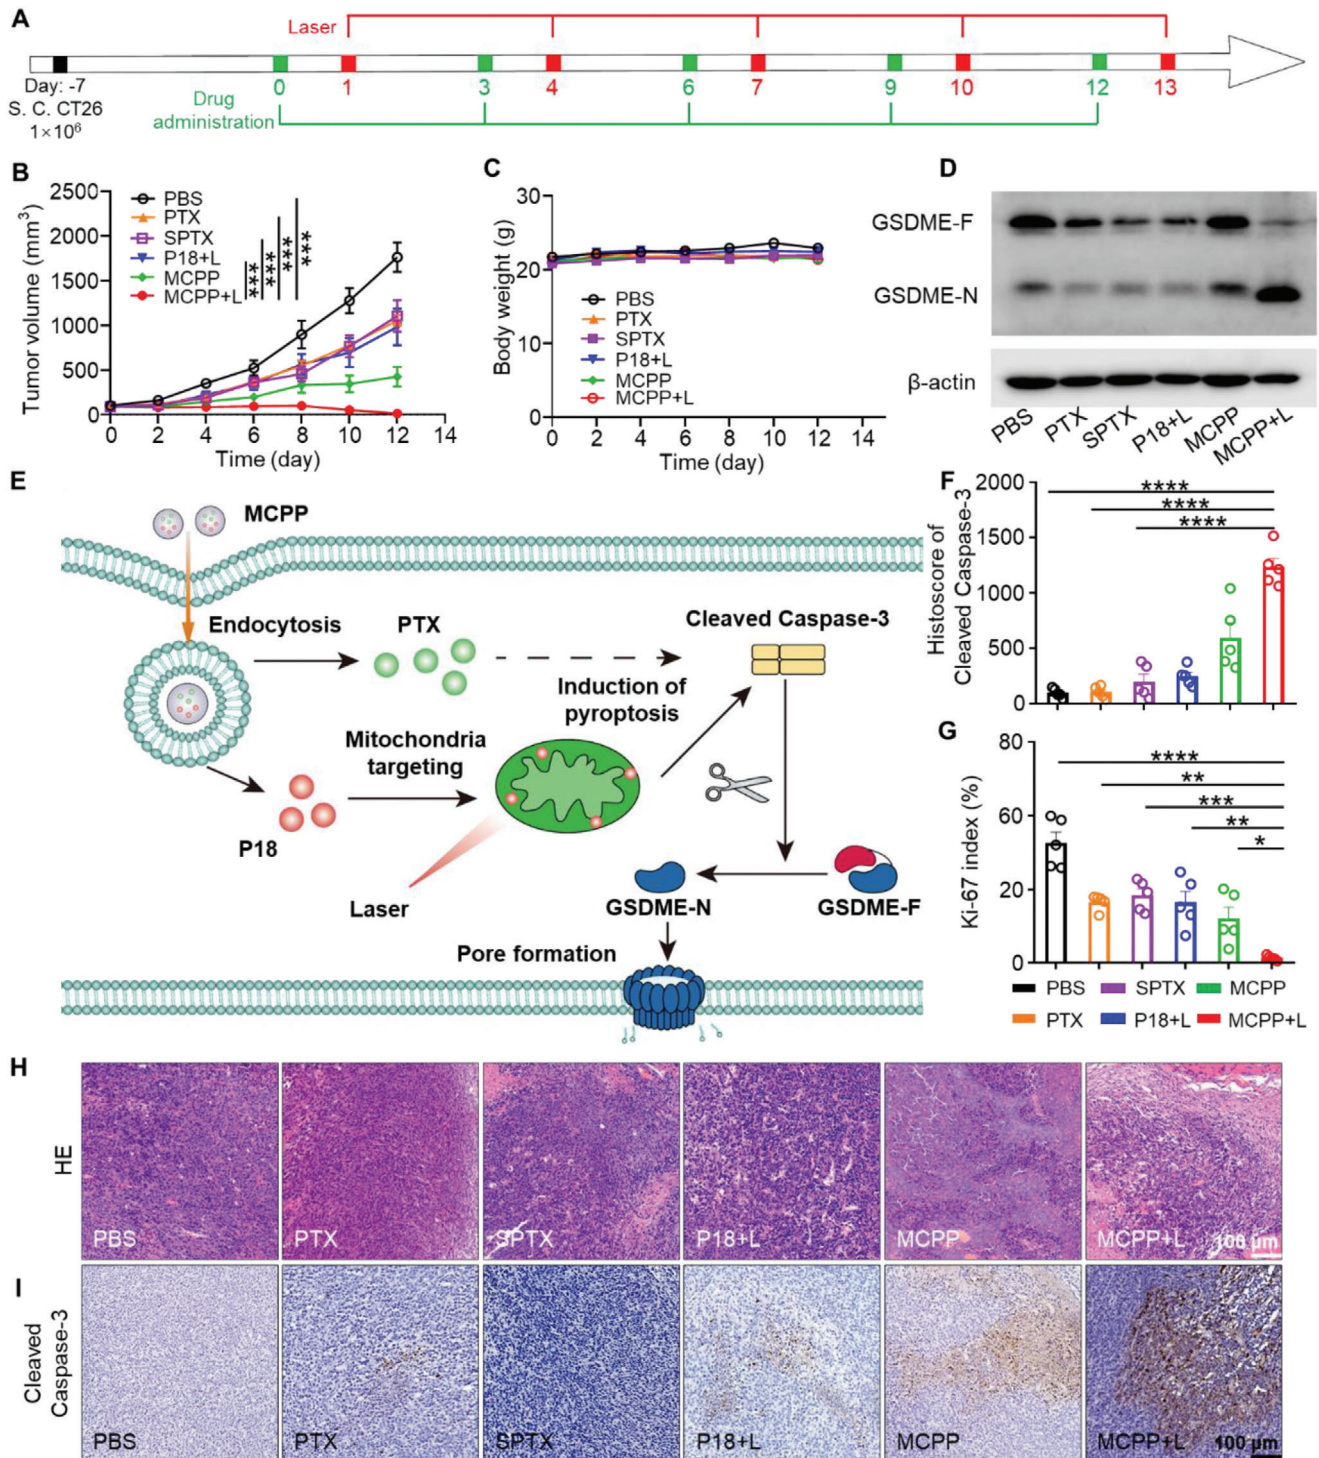 A
Laser
Day: -7
S. C. CT26
1×10⁶
Drug
administration
0 1 3 4 6 7 9 10 12 13
B
Tumor volume (mm³)
2500
2000
1500
1000
500
0
PBS
PTX
SPTX
P18+L
MCPP
MCPP+L
*** *** *** ***
0 2 4 6 8 10 12 14
Time (day)
C
Body weight (g)
30
20
10
0
PBS
PTX
SPTX
P18+L
MCPP
MCPP+L
0 2 4 6 8 10 12 14
Time (day)
D
GSDME-F
GSDME-N
β-actin
PBS PTX SPTX P18+L MCPP MCPP+L
E
MCPP
Endocytosis
PTX
Cleaved Caspase-3
Induction of
pyroptosis
Mitochondria
targeting
P18
Laser
GSDME-N
GSDME-F
Pore formation
F
Histoscore of
Cleaved Caspase-3
2000
1500
1000
500
0
****
****
****
G
Ki-67 index (%)
80
60
40
20
0
****
**
***
**
*
PBS SPTX MCPP
PTX P18+L MCPP+L
H
HE
PBS PTX SPTX P18+L MCPP MCPP+L 100 µm
I
Cleaved
Caspase-3
PBS PTX SPTX P18+L MCPP MCPP+L 100 µm